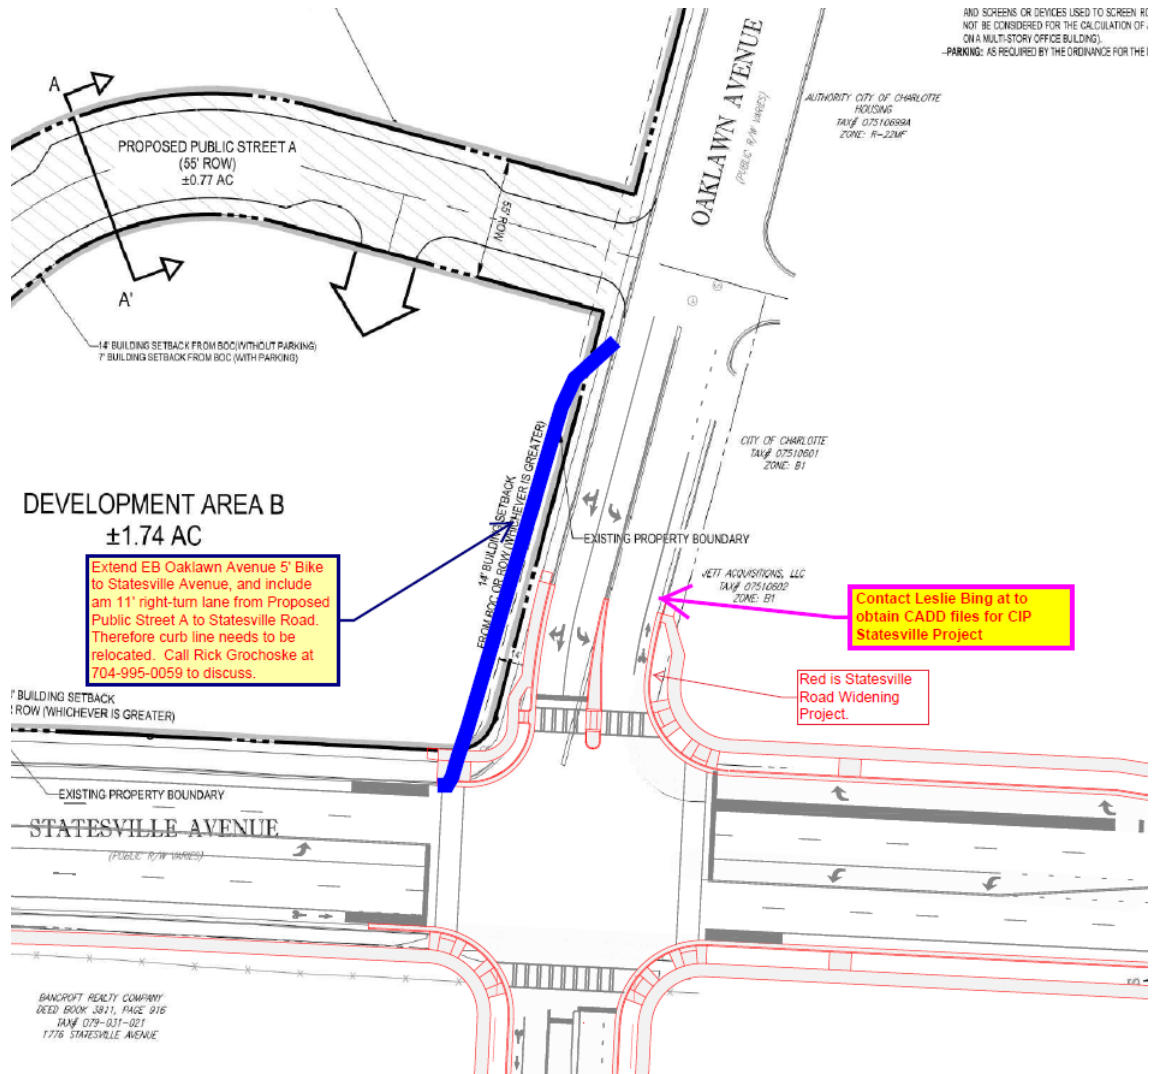 AND SCREENS OR DEVICES USED TO SCREEN
NOT BE CONSIDERED FOR THE CALCULATION OF
ON A MULTI-STORY OFFICE BUILDING).
-PARKING: AS REQUIRED BY THE ORDINANCE FOR THE
OAKLAWN AVENUE
(PUBLIC R/W VARIES)
AUTHORITY CITY OF CHARLOTTE
HOUSING
TAX# 07510699A
ZONE: R-22MF
A
PROPOSED PUBLIC STREET A
(55' ROW)
±0.77 AC
55' ROW
A'
14' BUILDING SETBACK FROM BOC(WITHOUT PARKING)
7' BUILDING SETBACK FROM BOC (WITH PARKING)
CITY OF CHARLOTTE
TAX# 07510601
ZONE: B1
DEVELOPMENT AREA B
±1.74 AC
14' BUILDING SETBACK
FROM BOC OR ROW (WHICHEVER IS GREATER)
EXISTING PROPERTY BOUNDARY
Extend EB Oaklawn Avenue 5' Bike
to Statesville Avenue, and include
am 11' right-turn lane from Proposed
Public Street A to Statesville Road.
Therefore curb line needs to be
relocated.  Call Rick Grochoske at
704-995-0059 to discuss.
JETT ACQUISITIONS, LLC
TAX# 07510602
ZONE: B1
Contact Leslie Bing at to
obtain CADD files for CIP
Statesville Project
Red is Statesville
Road Widening
Project.
' BUILDING SETBACK
ROW (WHICHEVER IS GREATER)
EXISTING PROPERTY BOUNDARY
STATESVILLE AVENUE
(PUBLIC R/W VARIES)
BANCROFT REALTY COMPANY
DEED BOOK 3811, PAGE 916
TAX# 079-031-021
1776 STATESVILLE AVENUE